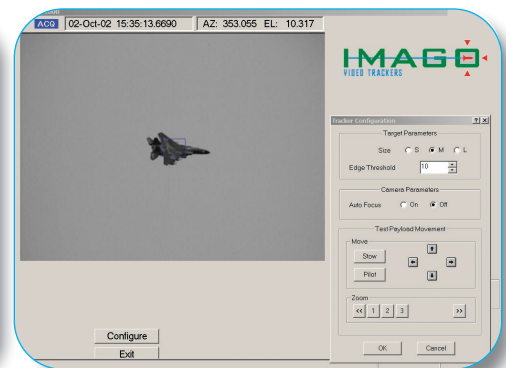 ACQ 02-Oct-02 15:35:13.6690 AZ: 353.055 EL: 10.317
IMAGO
VIDEO TRACKERS
Tracker Configuration
Target Parameters
Size S M L
Edge Threshold 10
Camera Parameters
Auto Focus On Off
Test Payload Movement
Move
Stow
Pilot
Zoom
<< 1 2 3 >>
OK Cancel
Configure
Exit